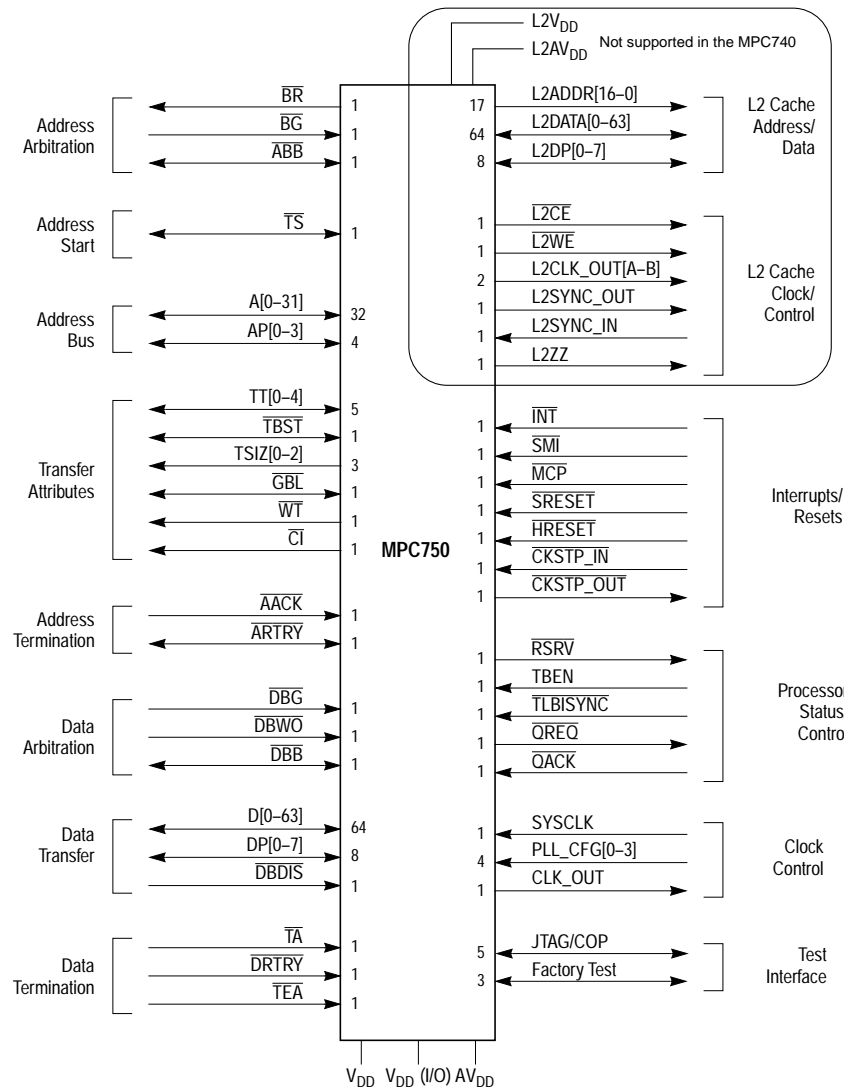 L2VDD
L2AVDD
Not supported in the MPC740
Address
Arbitration
BR 1
BG 1
ABB 1
Address
Start
TS 1
Address
Bus
A[0–31] 32
AP[0–3] 4
Transfer
Attributes
TT[0–4] 5
TBST 1
TSIZ[0–2] 3
GBL 1
WT 1
CI 1
Address
Termination
AACK 1
ARTRY 1
Data
Arbitration
DBG 1
DBWO 1
DBB 1
Data
Transfer
D[0–63] 64
DP[0–7] 8
DBDIS 1
Data
Termination
TA 1
DRTRY 1
TEA 1
MPC750
17 L2ADDR[16–0]
64 L2DATA[0–63]
8 L2DP[0–7]
L2 Cache
Address/
Data
1 L2CE
1 L2WE
2 L2CLK_OUT[A–B]
1 L2SYNC_OUT
1 L2SYNC_IN
1 L2ZZ
L2 Cache
Clock/
Control
1 INT
1 SMI
1 MCP
1 SRESET
1 HRESET
1 CKSTP_IN
1 CKSTP_OUT
Interrupts/
Resets
1 RSRV
1 TBEN
1 TLBISYNC
1 QREQ
1 QACK
Processor
Status
Contro
1 SYSCLK
4 PLL_CFG[0–3]
1 CLK_OUT
Clock
Control
5 JTAG/COP
3 Factory Test
Test
Interface
VDD VDD (I/O) AVDD